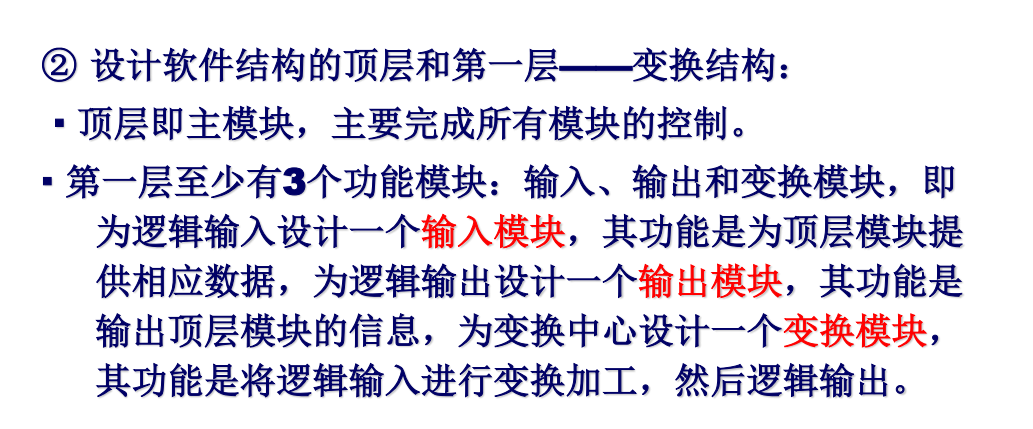 ② 设计软件结构的顶层和第一层——变换结构：
▪ 顶层即主模块，主要完成所有模块的控制。
▪ 第一层至少有3个功能模块：输入、输出和变换模块，即
为逻辑输入设计一个输入模块，其功能是为顶层模块提
供相应数据，为逻辑输出设计一个输出模块，其功能是
输出顶层模块的信息，为变换中心设计一个变换模块，
其功能是将逻辑输入进行变换加工，然后逻辑输出。